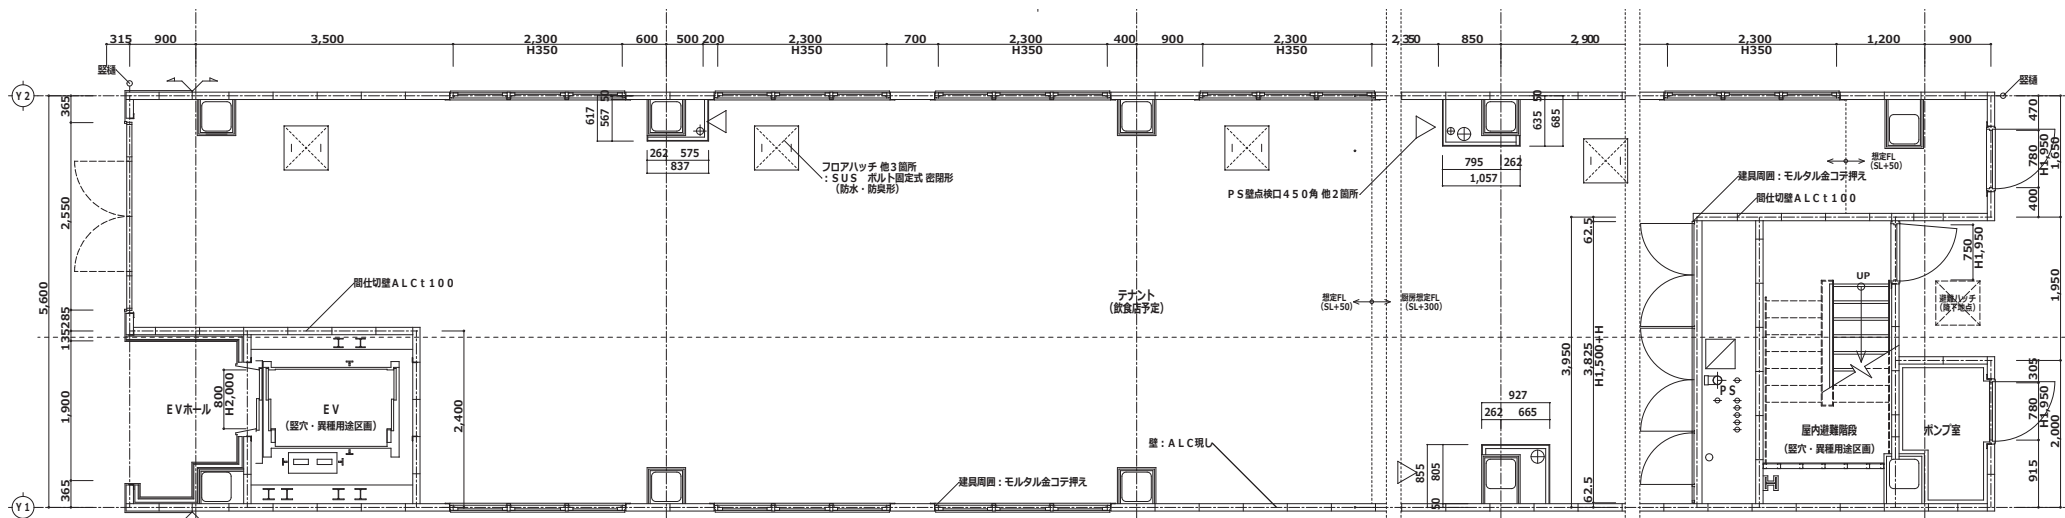 315
900
3,500
2,300
H350
600
500
200
2,300
H350
700
2,300
H350
400
900
2,300
H350
2,350
850
2,900
2,300
H350
1,200
900
竪樋
竪樋
Y2
365
2,550
5,600
285
135
1,900
365
Y1
617
567
50
262
575
837
フロアハッチ 他3箇所
:SUS ボルト固定式 密閉形
(防水・防臭形)
635
50
685
795
262
1,057
PS壁点検口450角 他2箇所
建具周囲:モルタル金コテ押え
間仕切壁ALCt100
想定FL
(SL+50)
470
780
H1,950
1,650
400
間仕切壁ALCt100
テナント
(飲食店予定)
想定FL
(SL+50)
厨房想定FL
(SL+300)
62.5
3,950
3,825
H1,500+H
62.5
UP
750
H1,950
避難ハッチ
(降下地点)
1,950
EVホール
800
H2,000
EV
(竪穴・異種用途区画)
2,400
927
262
665
855
805
50
壁:ALC現し
建具周囲:モルタル金コテ押え
PS
屋内避難階段
(竪穴・異種用途区画)
ポンプ室
305
780
H1,950
2,000
915